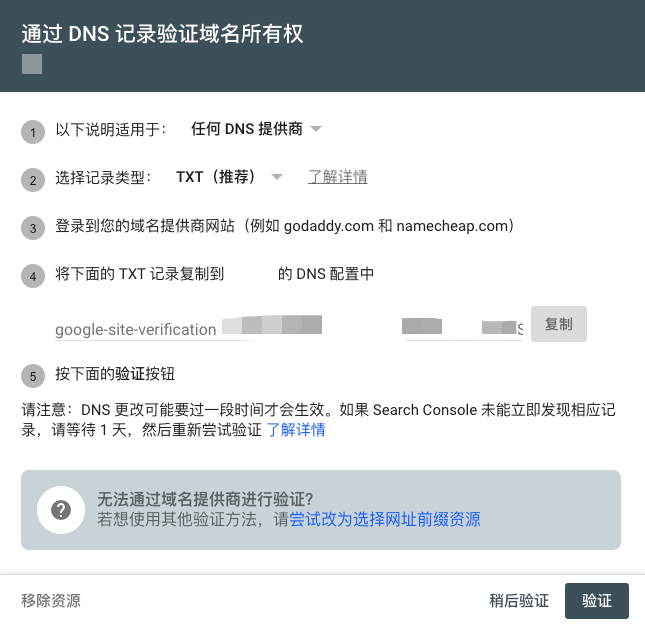 通过 DNS 记录验证域名所有权
1 以下说明适用于： 任何 DNS 提供商
2 选择记录类型： TXT（推荐） 了解详情
3 登录到您的域名提供商网站（例如 godaddy.com 和 namecheap.com）
4 将下面的 TXT 记录复制到 的 DNS 配置中
google-site-verification 复制
5 按下面的验证按钮
请注意：DNS 更改可能要过一段时间才会生效。如果 Search Console 未能立即发现相应记
录，请等待 1 天，然后重新尝试验证 了解详情
? 无法通过域名提供商进行验证?
若想使用其他验证方法，请尝试改为选择网址前缀资源
移除资源 稍后验证 验证